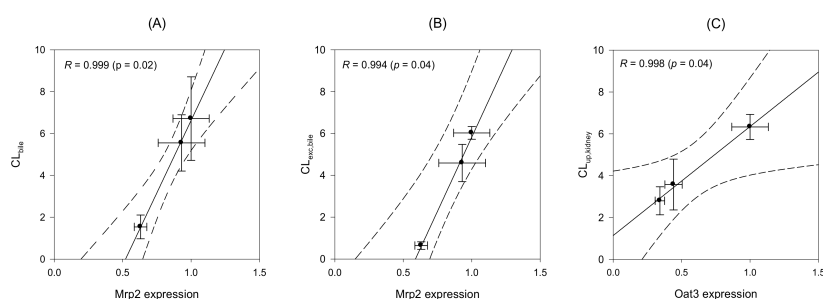 (A)
R = 0.999 (p = 0.02)
CLbile
10
8
6
4
2
0
0.0 0.5 1.0 1.5
Mrp2 expression
(B)
R = 0.994 (p = 0.04)
CLexc,bile
10
8
6
4
2
0
0.0 0.5 1.0 1.5
Mrp2 expression
(C)
R = 0.998 (p = 0.04)
CLup,kidney
10
8
6
4
2
0
0.0 0.5 1.0 1.5
Oat3 expression